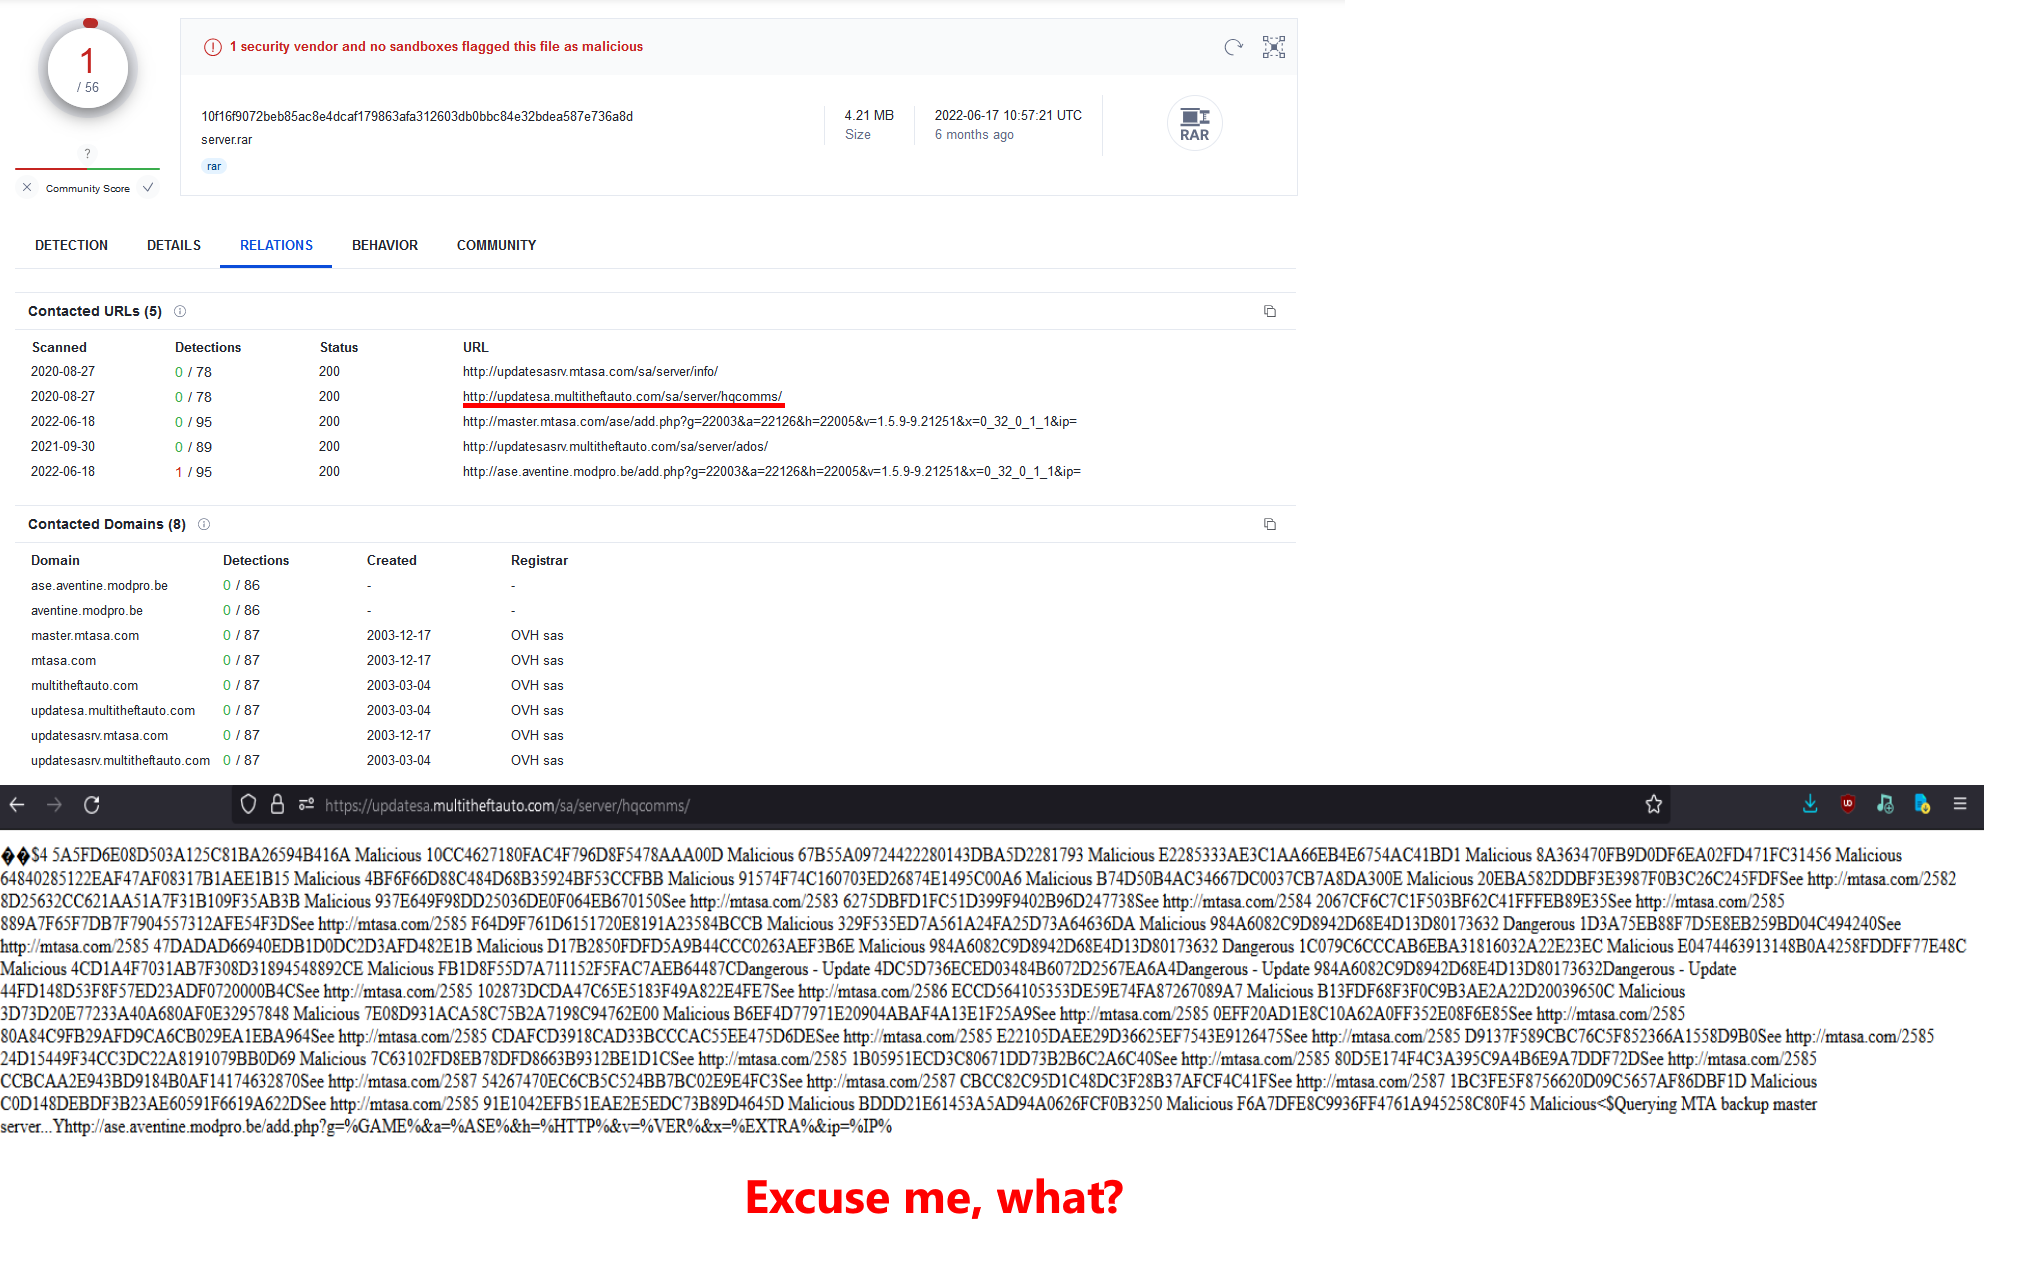 1
/ 56
?
Community Score
1 security vendor and no sandboxes flagged this file as malicious
10f16f9072beb85ac8e4dcaf179863afa312603db0bbc84e32bdea587e736a8d
server.rar
rar
4.21 MB
Size
2022-06-17 10:57:21 UTC
6 months ago
RAR
DETECTION DETAILS RELATIONS BEHAVIOR COMMUNITY
Contacted URLs (5)
Scanned Detections Status URL
2020-08-27 0 / 78 200 http://updatesasrv.mtasa.com/sa/server/info/
2020-08-27 0 / 78 200 http://updatesa.multitheftauto.com/sa/server/hqcomms/
2022-06-18 0 / 95 200 http://master.mtasa.com/ase/add.php?g=22003&a=22126&h=22005&v=1.5.9-9.21251&x=0_32_0_1_1&ip=
2021-09-30 0 / 89 200 http://updatesasrv.multitheftauto.com/sa/server/ados/
2022-06-18 1 / 95 200 http://ase.aventine.modpro.be/add.php?g=22003&a=22126&h=22005&v=1.5.9-9.21251&x=0_32_0_1_1&ip=
Contacted Domains (8)
Domain Detections Created Registrar
ase.aventine.modpro.be 0 / 86 - -
aventine.modpro.be 0 / 86 - -
master.mtasa.com 0 / 87 2003-12-17 OVH sas
mtasa.com 0 / 87 2003-12-17 OVH sas
multitheftauto.com 0 / 87 2003-03-04 OVH sas
updatesa.multitheftauto.com 0 / 87 2003-03-04 OVH sas
updatesasrv.mtasa.com 0 / 87 2003-12-17 OVH sas
updatesasrv.multitheftauto.com 0 / 87 2003-03-04 OVH sas
https://updatesa.multitheftauto.com/sa/server/hqcomms/
��$4 5A5FD6E08D503A125C81BA26594B416A Malicious 10CC4627180FAC4F796D8F5478AAA00D Malicious 67B55A09724422280143DBA5D2281793 Malicious E2285333AE3C1AA66EB4E6754AC41BD1 Malicious 8A363470FB9D0DF6EA02FD471FC31456 Malicious
64840285122EAF47AF08317B1AEE1B15 Malicious 4BF6F66D88C484D68B35924BF53CCFBB Malicious 91574F74C160703ED26874E1495C00A6 Malicious B74D50B4AC34667DC0037CB7A8DA300E Malicious 20EBA582DDBF3E3987F0B3C26C245FDFSee http://mtasa.com/2582
8D25632CC621AA51A7F31B109F35AB3B Malicious 937E649F98DD25036DE0F064EB670150See http://mtasa.com/2583 6275DBFD1FC51D399F9402B96D247738See http://mtasa.com/2584 2067CF6C7C1F503BF62C41FFFEB89E35See http://mtasa.com/2585
889A7F65F7DB7F7904557312AFE54F3DSee http://mtasa.com/2585 F64D9F761D6151720E8191A23584BCCB Malicious 329F535ED7A561A24FA25D73A64636DA Malicious 984A6082C9D8942D68E4D13D80173632 Dangerous 1D3A75EB88F7D5E8EB259BD04C494240See
http://mtasa.com/2585 47DADAD66940EDB1D0DC2D3AFD482E1B Malicious D17B2850FDFD5A9B44CCC0263AEF3B6E Malicious 984A6082C9D8942D68E4D13D80173632 Dangerous 1C079C6CCCAB6EBA31816032A22E23EC Malicious E0474463913148B0A4258FDDFF77E48C
Malicious 4CD1A4F7031AB7F308D31894548892CE Malicious FB1D8F55D7A711152F5FAC7AEB64487CDangerous - Update 4DC5D736ECED03484B6072D2567EA6A4Dangerous - Update 984A6082C9D8942D68E4D13D80173632Dangerous - Update
44FD148D53F8F57ED23ADF0720000B4CSee http://mtasa.com/2585 102873DCDA47C65E5183F49A822E4FE7See http://mtasa.com/2586 ECCD564105353DE59E74FA87267089A7 Malicious B13FDF68F3F0C9B3AE2A22D20039650C Malicious
3D73D20E77233A40A680AF0E32957848 Malicious 7E08D931ACA58C75B2A7198C94762E00 Malicious B6EF4D77971E20904ABAF4A13E1F25A9See http://mtasa.com/2585 0EFF20AD1E8C10A62A0FF352E08F6E85See http://mtasa.com/2585
80A84C9FB29AFD9CA6CB029EA1EBA964See http://mtasa.com/2585 CDAFCD3918CAD33BCCCAC55EE475D6DESee http://mtasa.com/2585 E22105DAEE29D36625EF7543E9126475See http://mtasa.com/2585 D9137F589CBC76C5F852366A1558D9B0See http://mtasa.com/2585
24D15449F34CC3DC22A8191079BB0D69 Malicious 7C63102FD8EB78DFD8663B9312BE1D1CSee http://mtasa.com/2585 1B05951ECD3C80671DD73B2B6C2A6C40See http://mtasa.com/2585 80D5E174F4C3A395C9A4B6E9A7DDF72DSee http://mtasa.com/2585
CCBCAA2E943BD9184B0AF14174632870See http://mtasa.com/2587 54267470EC6CB5C524BB7BC02E9E4FC3See http://mtasa.com/2587 CBCC82C95D1C48DC3F28B37AFCF4C41FSee http://mtasa.com/2587 1BC3FE5F8756620D09C5657AF86DBF1D Malicious
C0D148DEBDF3B23AE60591F6619A622DSee http://mtasa.com/2585 91E1042EFB51EAE2E5EDC73B89D4645D Malicious BDDD21E61453A5AD94A0626FCF0B3250 Malicious F6A7DFE8C9936FF4761A945258C80F45 Malicious<$Querying MTA backup master
server...Yhttp://ase.aventine.modpro.be/add.php?g=%GAME%&a=%ASE%&h=%HTTP%&v=%VER%&x=%EXTRA%&ip=%IP%
Excuse me, what?